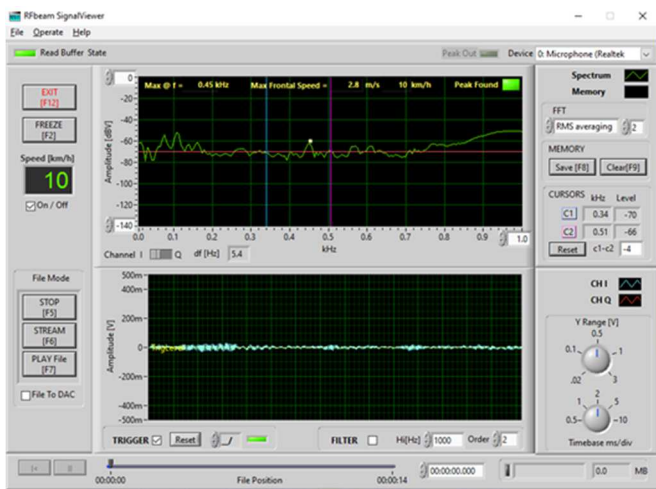 RFbeam SignalViewer
File Operate Help
Read Buffer State
Peak Out
Device
0: Microphone (Realtek
EXIT
[F12]
FREEZE
[F2]
Speed [km/h]
10
On / Off
Max @ f = 0.45 kHz Max Frontal Speed = 2.8 m/s 10 km/h Peak Found
Amplitude [dBV]
0
-20
-40
-60
-80
-100
-120
-140
0.0 0.1 0.2 0.3 0.4 0.5 0.6 0.7 0.8 0.9 1.0
kHz
Channel I Q df [Hz] 5.4
Spectrum
Memory
FFT
RMS averaging 2
MEMORY
Save [F8] Clear[F9]
CURSORS kHz Level
C1 0.34 -70
C2 0.51 -66
Reset c1-c2 -4
File Mode
STOP
[F5]
STREAM
[F6]
PLAY File
[F7]
File To DAC
Amplitude [V]
500m
400m
200m
0
-200m
-400m
-500m
TRIGGER Reset FILTER Hi[Hz] 1000 Order 2
CH I
CH Q
Y Range [V]
0.5
0.1 1
.02 3
2
1 5
0.5 10
Timebase ms/div
00:00:00 File Position 00:00:14
00:00:00.000
0.0 MB